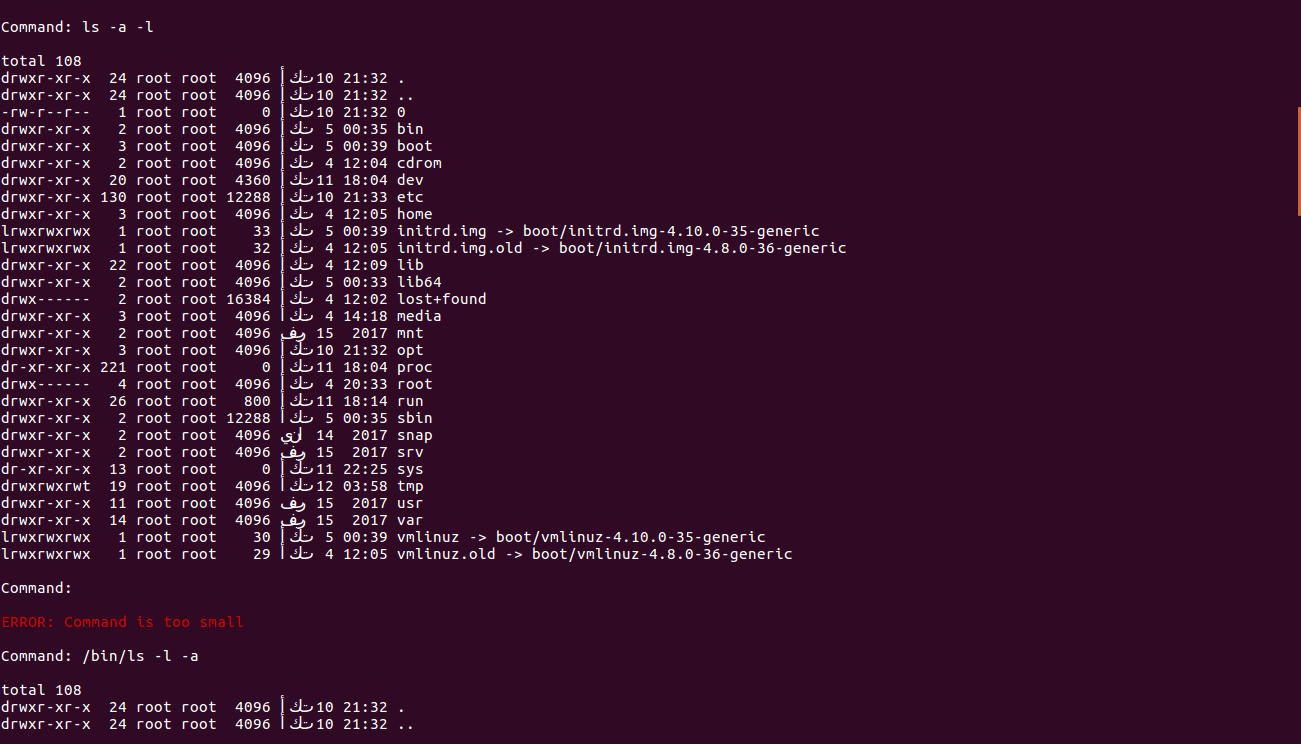 Command: ls -a -l
total 108
drwxr-xr-x  24 root root  4096 أكت 10 21:32 .
drwxr-xr-x  24 root root  4096 أكت 10 21:32 ..
-rw-r--r--   1 root root     0 أكت 10 21:32 0
drwxr-xr-x   2 root root  4096 أكت  5 00:35 bin
drwxr-xr-x   3 root root  4096 أكت  5 00:39 boot
drwxr-xr-x   2 root root  4096 أكت  4 12:04 cdrom
drwxr-xr-x  20 root root  4360 أكت 11 18:04 dev
drwxr-xr-x 130 root root 12288 أكت 10 21:33 etc
drwxr-xr-x   3 root root  4096 أكت  4 12:05 home
lrwxrwxrwx   1 root root    33 أكت  5 00:39 initrd.img -> boot/initrd.img-4.10.0-35-generic
lrwxrwxrwx   1 root root    32 أكت  4 12:05 initrd.img.old -> boot/initrd.img-4.8.0-36-generic
drwxr-xr-x  22 root root  4096 أكت  4 12:09 lib
drwxr-xr-x   2 root root  4096 أكت  5 00:33 lib64
drwx------   2 root root 16384 أكت  4 12:02 lost+found
drwxr-xr-x   3 root root  4096 أكت  4 14:18 media
drwxr-xr-x   2 root root  4096 15  2017 mnt
drwxr-xr-x   3 root root  4096 أكت 10 21:32 opt
dr-xr-xr-x 221 root root     0 أكت 11 18:04 proc
drwx------   4 root root  4096 أكت  4 20:33 root
drwxr-xr-x  26 root root   800 أكت 11 18:14 run
drwxr-xr-x   2 root root 12288 أكت  5 00:35 sbin
drwxr-xr-x   2 root root  4096 14  2017 snap
drwxr-xr-x   2 root root  4096 15  2017 srv
dr-xr-xr-x  13 root root     0 أكت 11 22:25 sys
drwxrwxrwt  19 root root  4096 أكت 12 03:58 tmp
drwxr-xr-x  11 root root  4096 15  2017 usr
drwxr-xr-x  14 root root  4096 15  2017 var
lrwxrwxrwx   1 root root    30 أكت  5 00:39 vmlinuz -> boot/vmlinuz-4.10.0-35-generic
lrwxrwxrwx   1 root root    29 أكت  4 12:05 vmlinuz.old -> boot/vmlinuz-4.8.0-36-generic
Command:
ERROR: Command is too small
Command: /bin/ls -l -a
total 108
drwxr-xr-x  24 root root  4096 أكت 10 21:32 .
drwxr-xr-x  24 root root  4096 أكت 10 21:32 ..